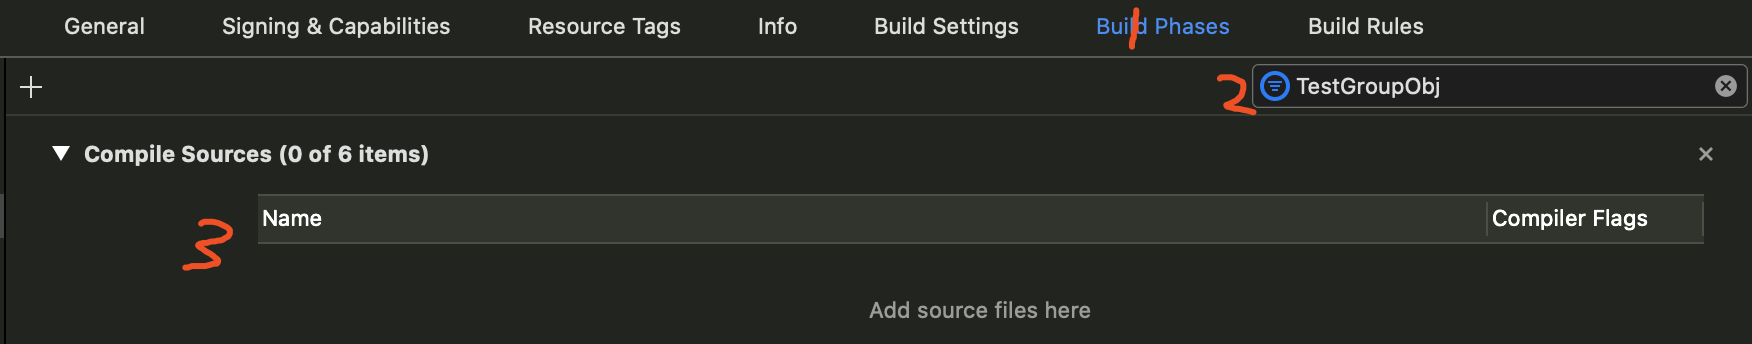 General Signing & Capabilities Resource Tags Info Build Settings Build Phases Build Rules
1
2 TestGroupObj
Compile Sources (0 of 6 items)
3 Name Compiler Flags
Add source files here